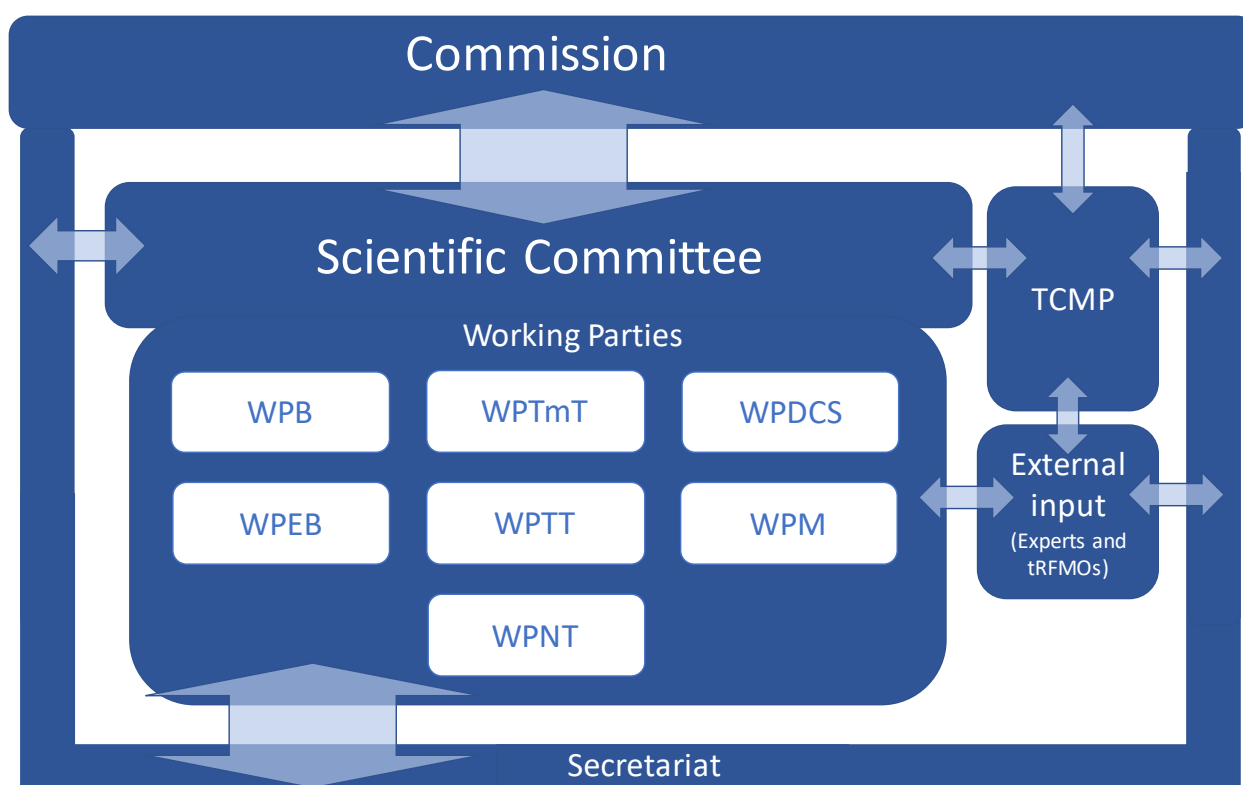 Commission
Scientific Committee
TCMP
Working Parties
WPB
WPTmT
WPDCS
WPEB
WPTT
WPM
WPNT
External
input
(Experts and
tRFMOs)
Secretariat